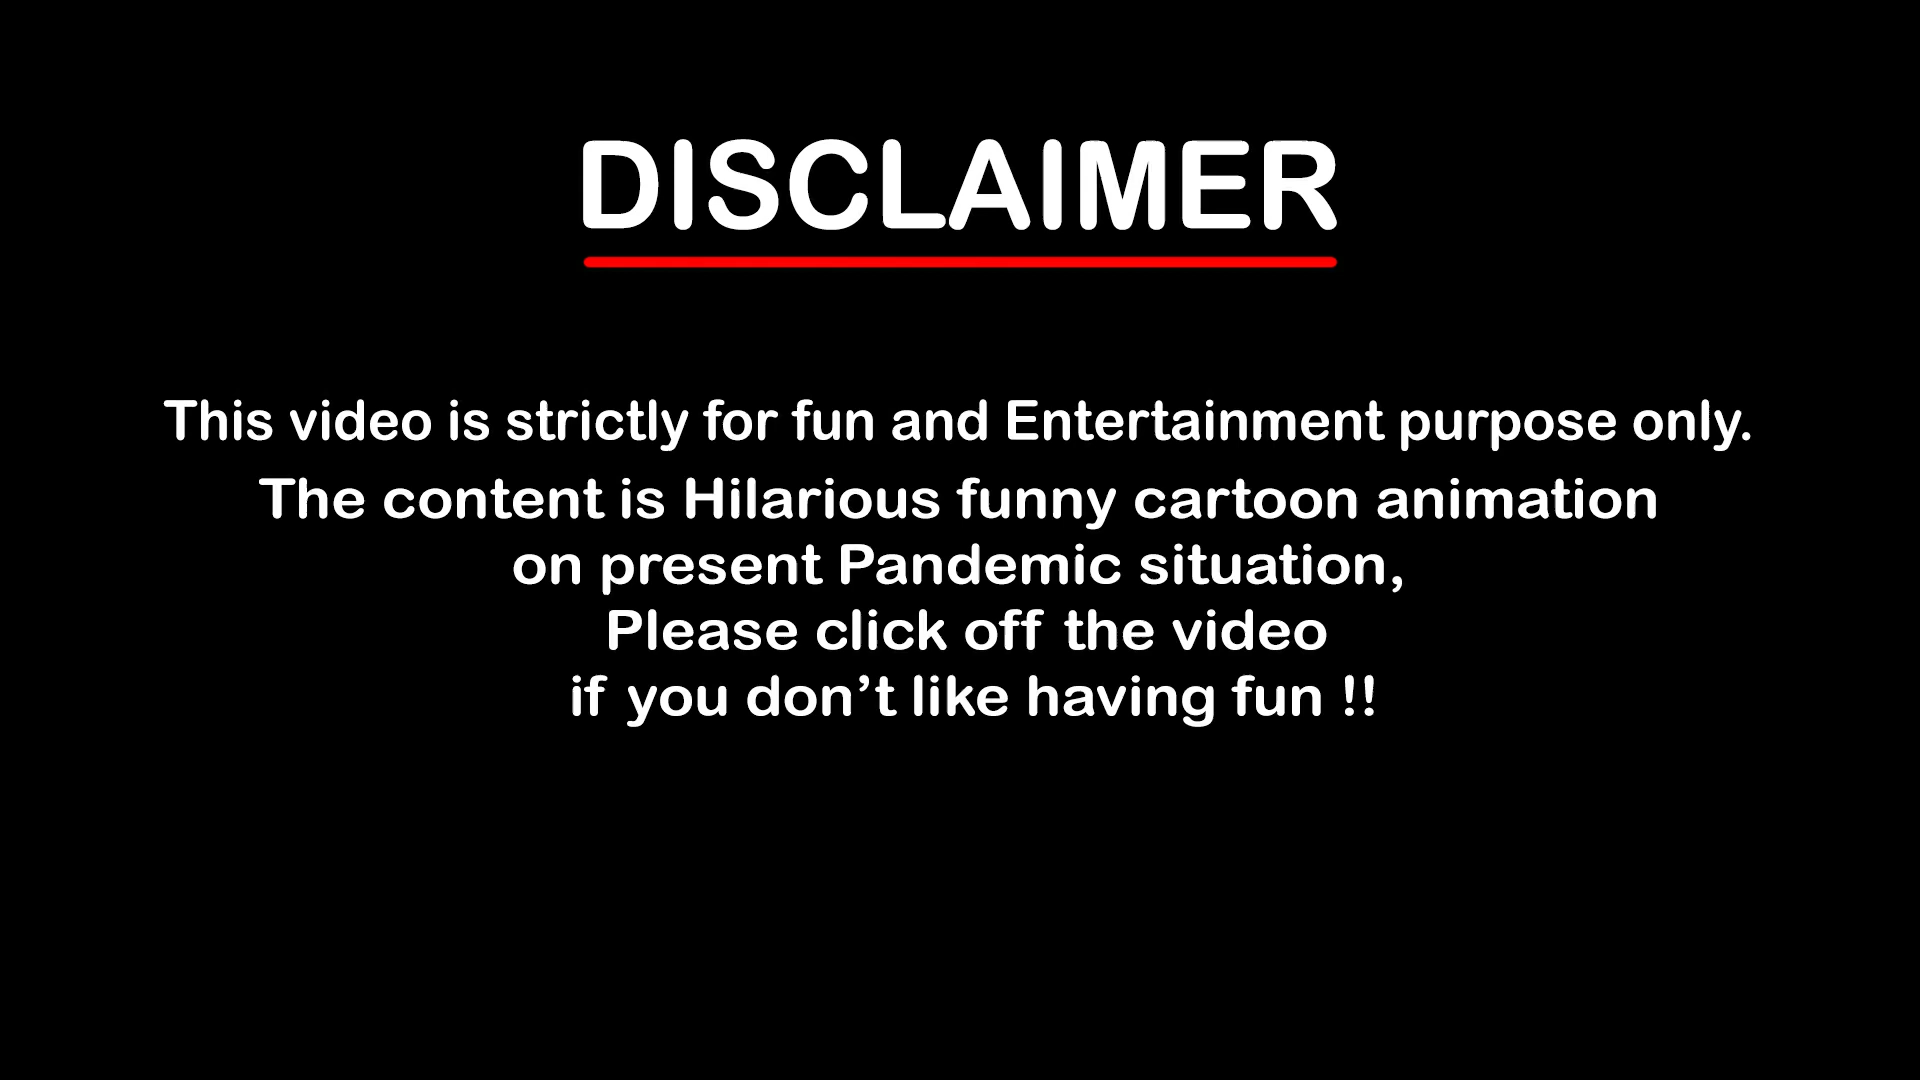 DISCLAIMER
This video is strictly for fun and Entertainment purpose only.
The content is Hilarious funny cartoon animation
on present Pandemic situation,
Please click off the video
if you don’t like having fun !!